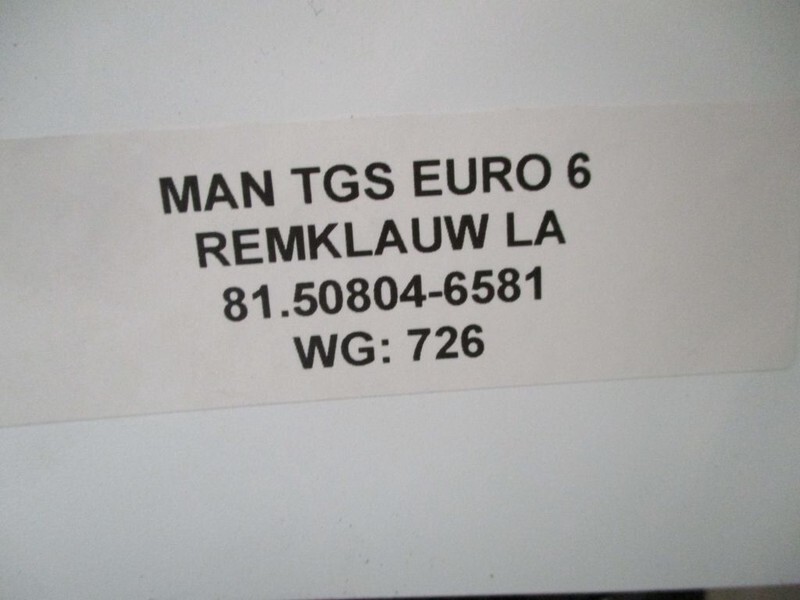 MAN TGS EURO 6
REMKLAUW LA
81.50804-6581
WG: 726